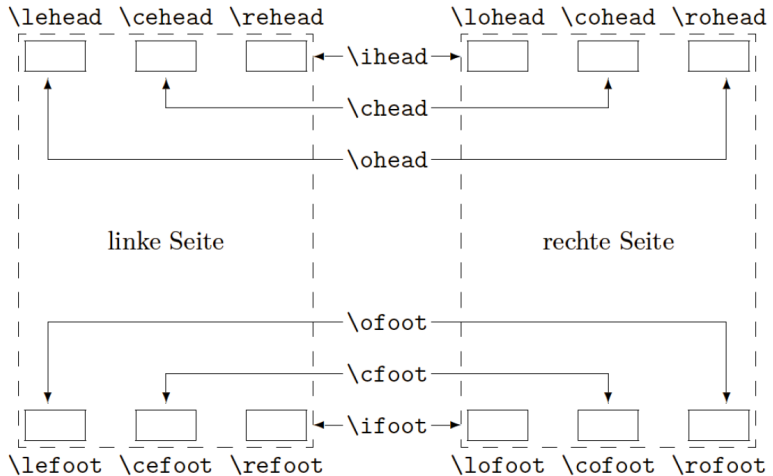 \lehead \cehead \rehead \lohead \cohead \rohead
\ihead
\chead
\ohead
linke Seite rechte Seite
\ofoot
\cfoot
\ifoot
\lefoot \cefoot \refoot \lofoot \cofoot \rofoot